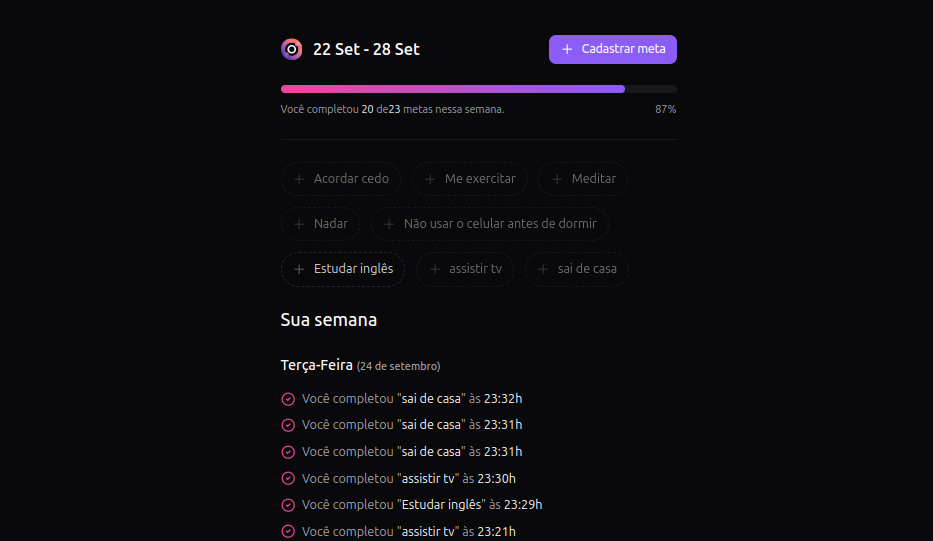 22 Set - 28 Set
+ Cadastrar meta
Você completou 20 de23 metas nessa semana. 87%
+ Acordar cedo + Me exercitar + Meditar
+ Nadar + Não usar o celular antes de dormir
+ Estudar inglês + assistir tv + sai de casa
Sua semana
Terça-Feira (24 de setembro)
Você completou "sai de casa" às 23:32h
Você completou "sai de casa" às 23:31h
Você completou "sai de casa" às 23:31h
Você completou "assistir tv" às 23:30h
Você completou "Estudar inglês" às 23:29h
Você completou "assistir tv" às 23:21h